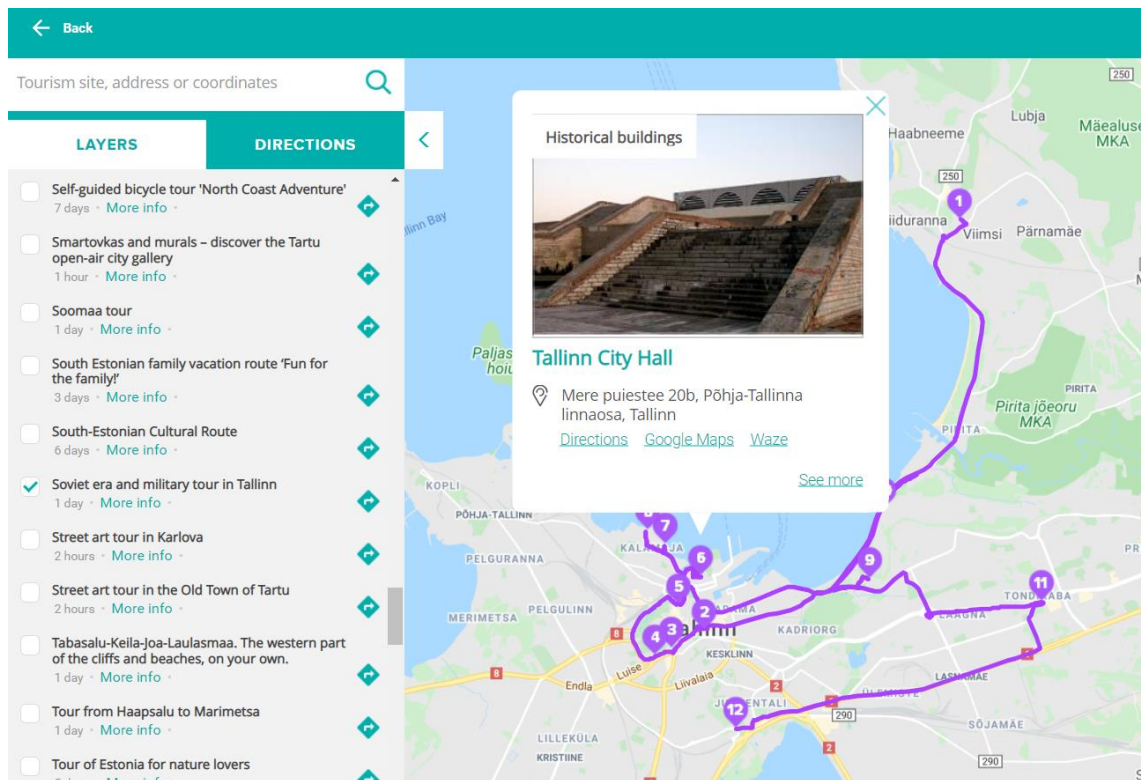 Back
Tourism site, address or coordinates
LAYERS
DIRECTIONS
Self-guided bicycle tour 'North Coast Adventure'
7 days · More info ·
Smartovkas and murals – discover the Tartu
open-air city gallery
1 hour · More info ·
Soomaa tour
1 day · More info ·
South Estonian family vacation route ‘Fun for
the family!’
3 days · More info ·
South-Estonian Cultural Route
6 days · More info ·
Soviet era and military tour in Tallinn
1 day · More info ·
Street art tour in Karlova
2 hours · More info ·
Street art tour in the Old Town of Tartu
2 hours · More info ·
Tabasalu-Keila-Joa-Laulasmaa. The western part
of the cliffs and beaches, on your own.
1 day · More info ·
Tour from Haapsalu to Marimetsa
1 day · More info ·
Tour of Estonia for nature lovers
Historical buildings
Tallinn City Hall
Mere puiestee 20b, Põhja-Tallinna
linnaosa, Tallinn
Directions Google Maps Waze
See more
250
Lubja
Haabneeme
Mäealuse
MKA
250
1
Viimsi
Pärnamäe
Bay
PIRITA
Pirita jõeoru
MKA
KOPLI
PÕHJA-TALLINN
7
PELGURANNA
6
9
5
11
PELGULINN
MERIMETSA
2
3
4
8
KADRIORG
KESKLINN
8
Luise
Endla
Liivalaia
2
2
LASNAMÄE
12
290
2
SÕJAMÄE
LILLEKÜLA
KRISTIINE
290